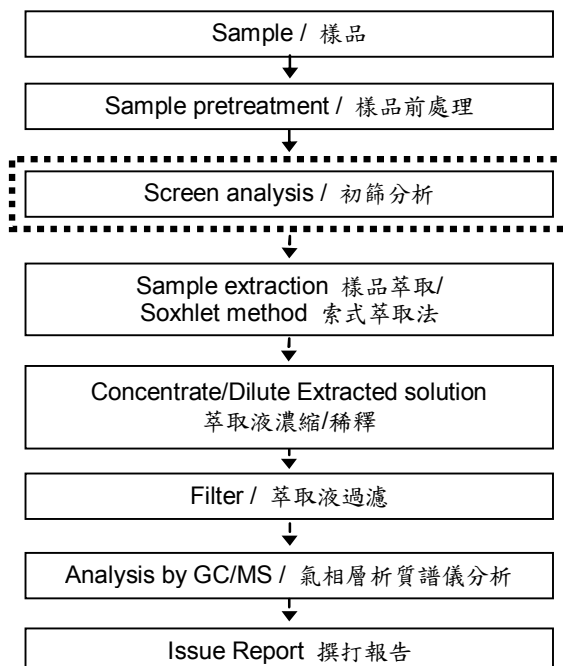 Sample / 樣品
Sample pretreatment / 樣品前處理
Screen analysis / 初篩分析
Sample extraction 樣品萃取/
Soxhlet method 索式萃取法
Concentrate/Dilute Extracted solution
萃取液濃縮/稀釋
Filter / 萃取液過濾
Analysis by GC/MS / 氣相層析質譜儀分析
Issue Report 撰打報告